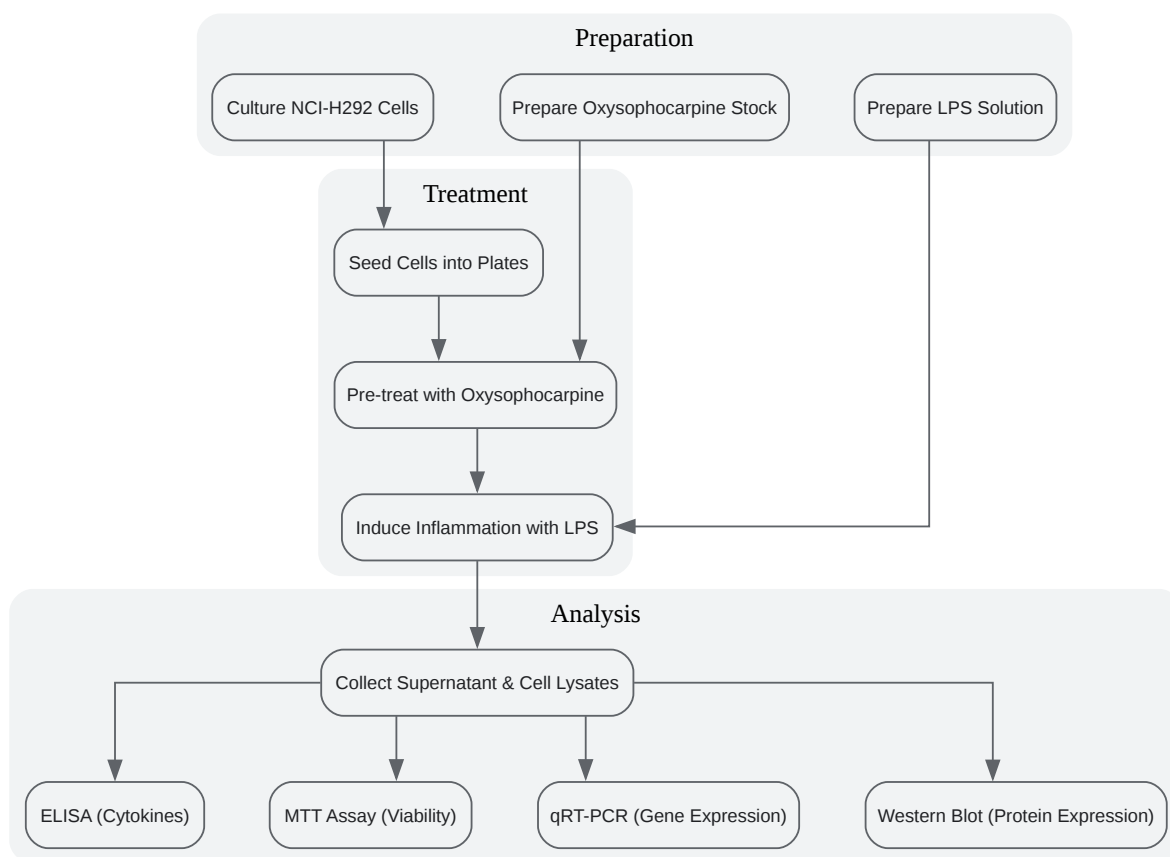 Preparation
Culture NCI-H292 Cells
Prepare Oxysophocarpine Stock
Prepare LPS Solution
Treatment
Seed Cells into Plates
Pre-treat with Oxysophocarpine
Induce Inflammation with LPS
Analysis
Collect Supernatant & Cell Lysates
ELISA (Cytokines)
MTT Assay (Viability)
qRT-PCR (Gene Expression)
Western Blot (Protein Expression)